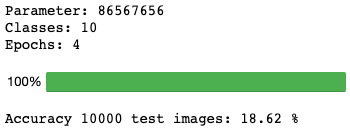 Parameter: 86567656
Classes: 10
Epochs: 4
100%
Accuracy 10000 test images: 18.62 %